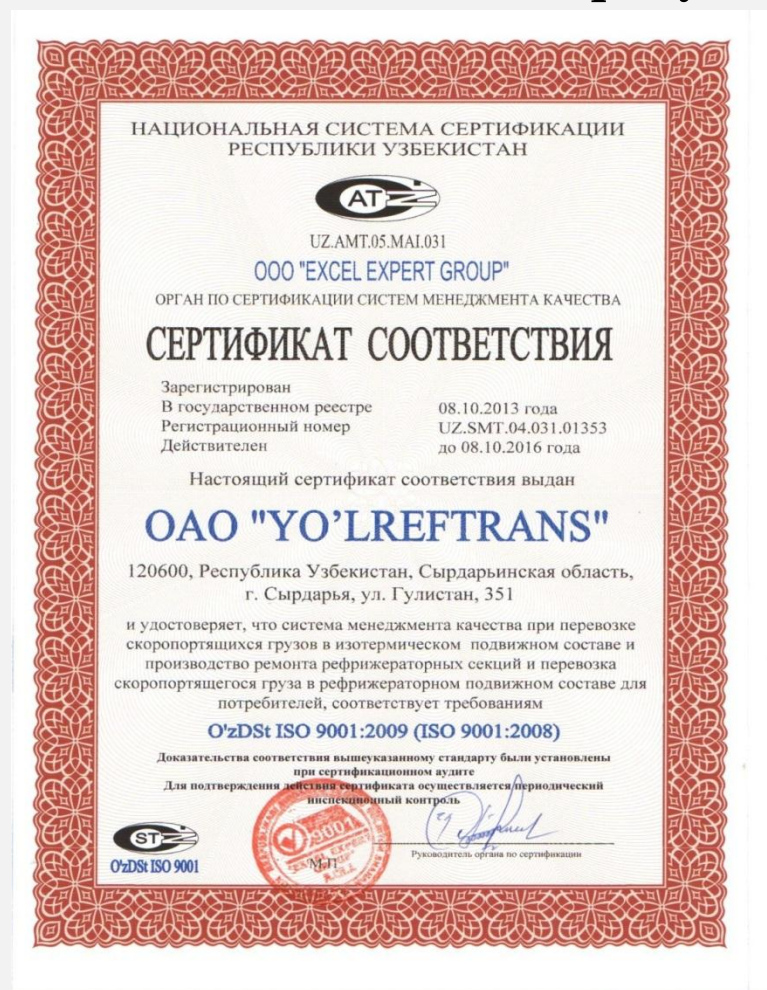 НАЦИОНАЛЬНАЯ СИСТЕМА СЕРТИФИКАЦИИ
РЕСПУБЛИКИ УЗБЕКИСТАН
UZ.AMT.05.MAI.031
ООО "EXCEL EXPERT GROUP"
ОРГАН ПО СЕРТИФИКАЦИИ СИСТЕМ МЕНЕДЖМЕНТА КАЧЕСТВА
СЕРТИФИКАТ СООТВЕТСТВИЯ
Зарегистрирован
В государственном реестре 08.10.2013 года
Регистрационный номер UZ.SMT.04.031.01353
Действителен до 08.10.2016 года
Настоящий сертификат соответствия выдан
ОАО "YO’LREFTRANS"
120600, Республика Узбекистан, Сырдарьинская область,
г. Сырдарья, ул. Гулистан, 351
и удостоверяет, что система менеджмента качества при перевозке
скоропортящихся грузов в изотермическом подвижном составе и
производство ремонта рефрижераторных секций и перевозка
скоропортящегося груза в рефрижераторном подвижном составе для
потребителей, соответствует требованиям
O'zDSt ISO 9001:2009 (ISO 9001:2008)
Доказательства соответствия вышеуказанному стандарту были установлены
при сертификационном аудите
Для подтверждения действия сертификата осуществляется периодический
инспекционный контроль
O'zDSt ISO 9001
9001
М.П.
Руководитель органа по сертификации